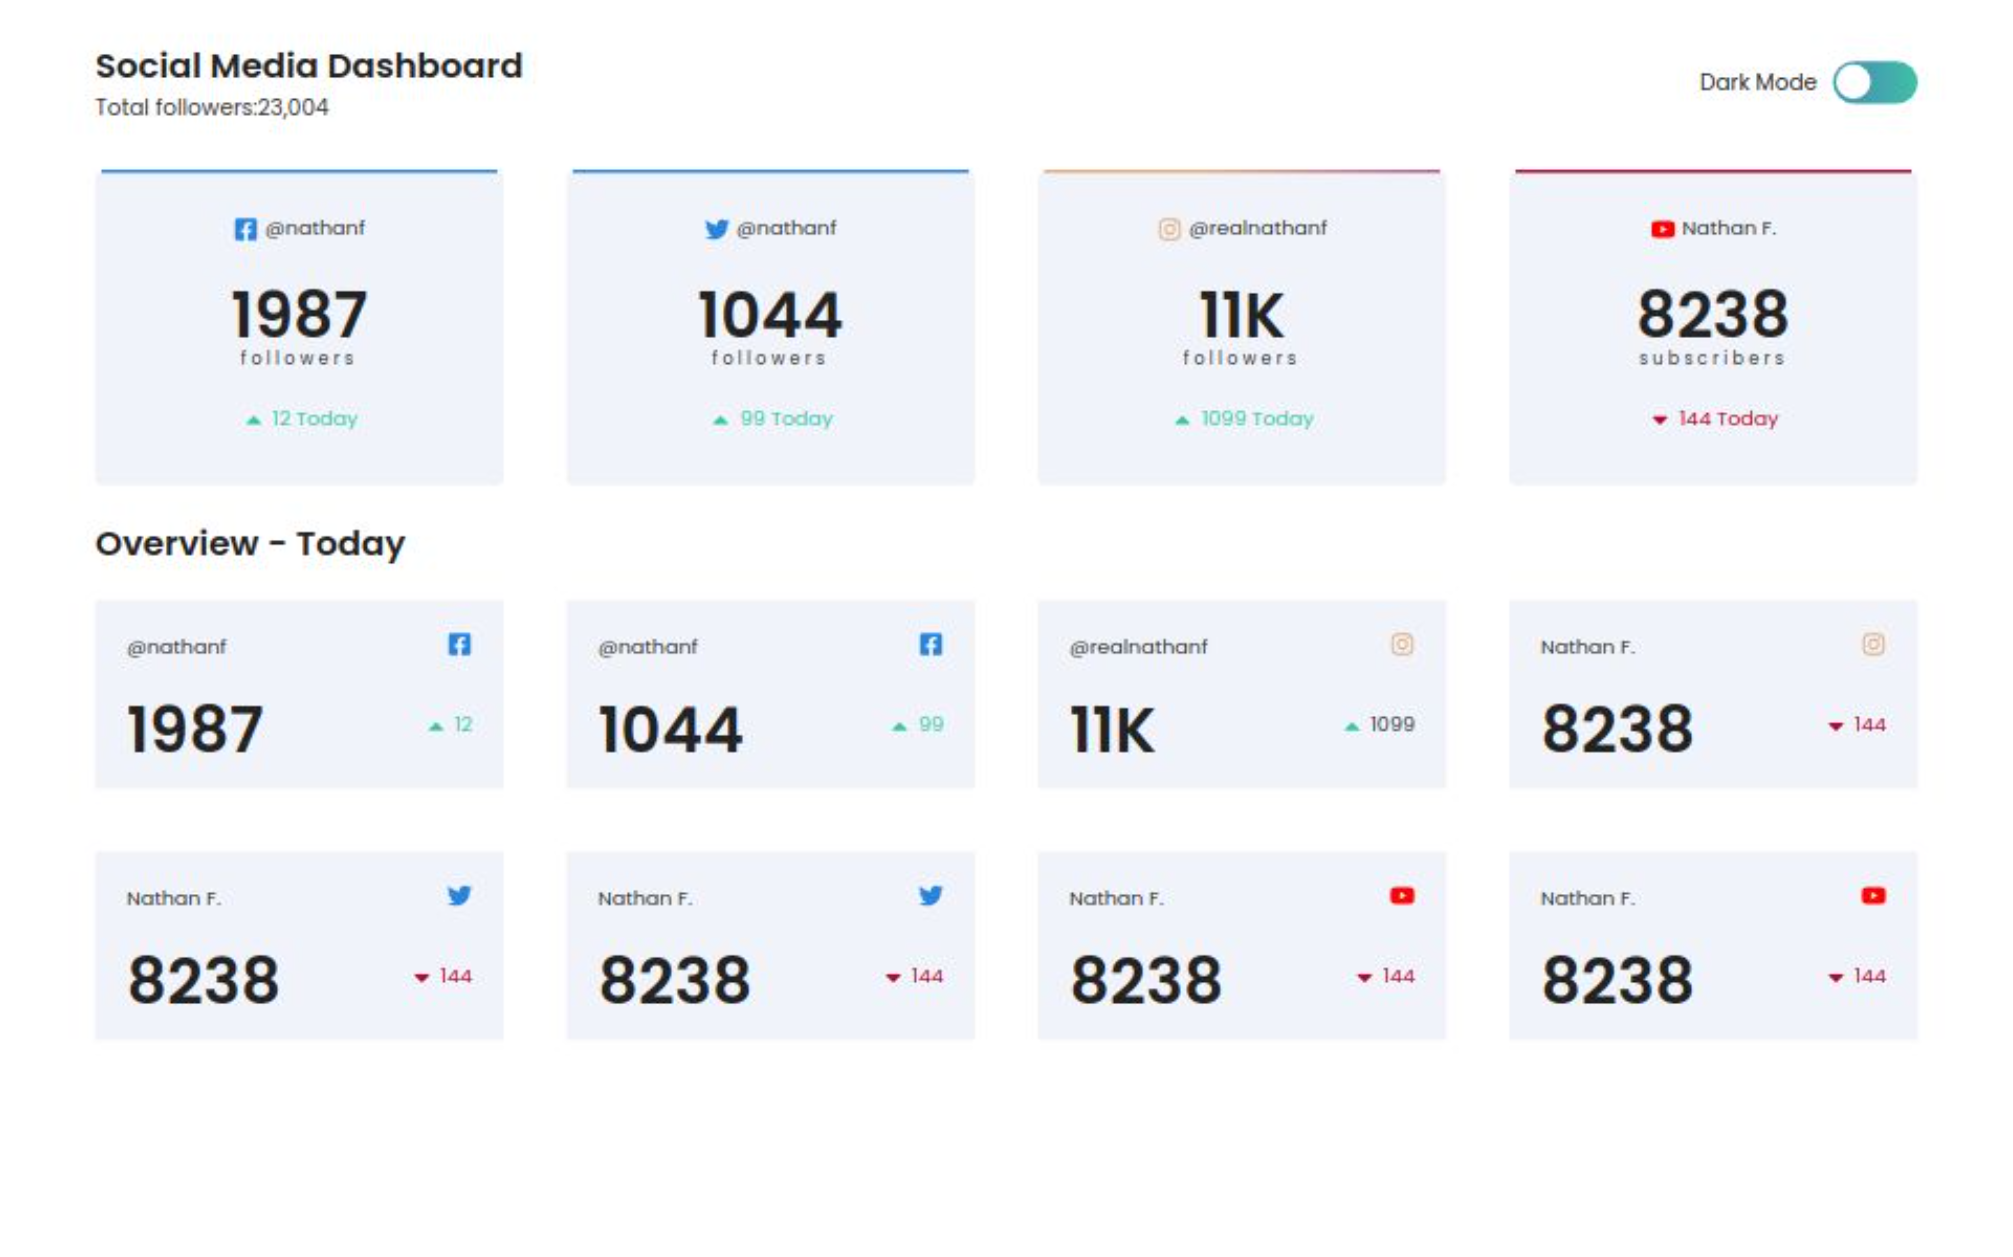 Social Media Dashboard
Total followers:23,004
Dark Mode
@nathanf
1987
followers
12 Today
@nathanf
1044
followers
99 Today
@realnathanf
11K
followers
1099 Today
Nathan F.
8238
subscribers
144 Today
Overview - Today
@nathanf
1987
12
@nathanf
1044
99
@realnathanf
11K
1099
Nathan F.
8238
144
Nathan F.
8238
144
Nathan F.
8238
144
Nathan F.
8238
144
Nathan F.
8238
144